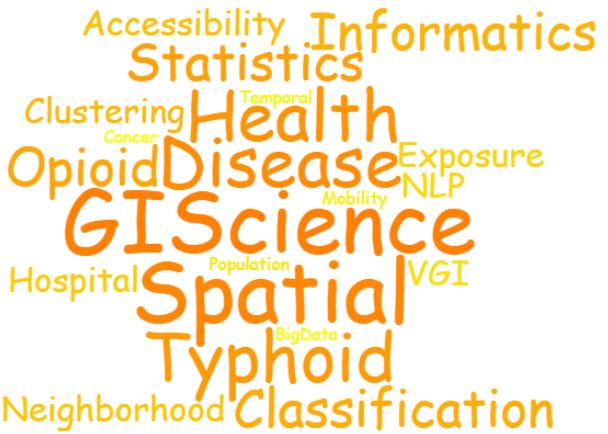 Accessibility
Informatics
Statistics
Temporal
Clustering
Health
Cancer
Opioid
Disease
Exposure
NLP
Mobility
GIScience
Population
Hospital
Spatial
VGI
BigData
Typhoid
Neighborhood
Classification